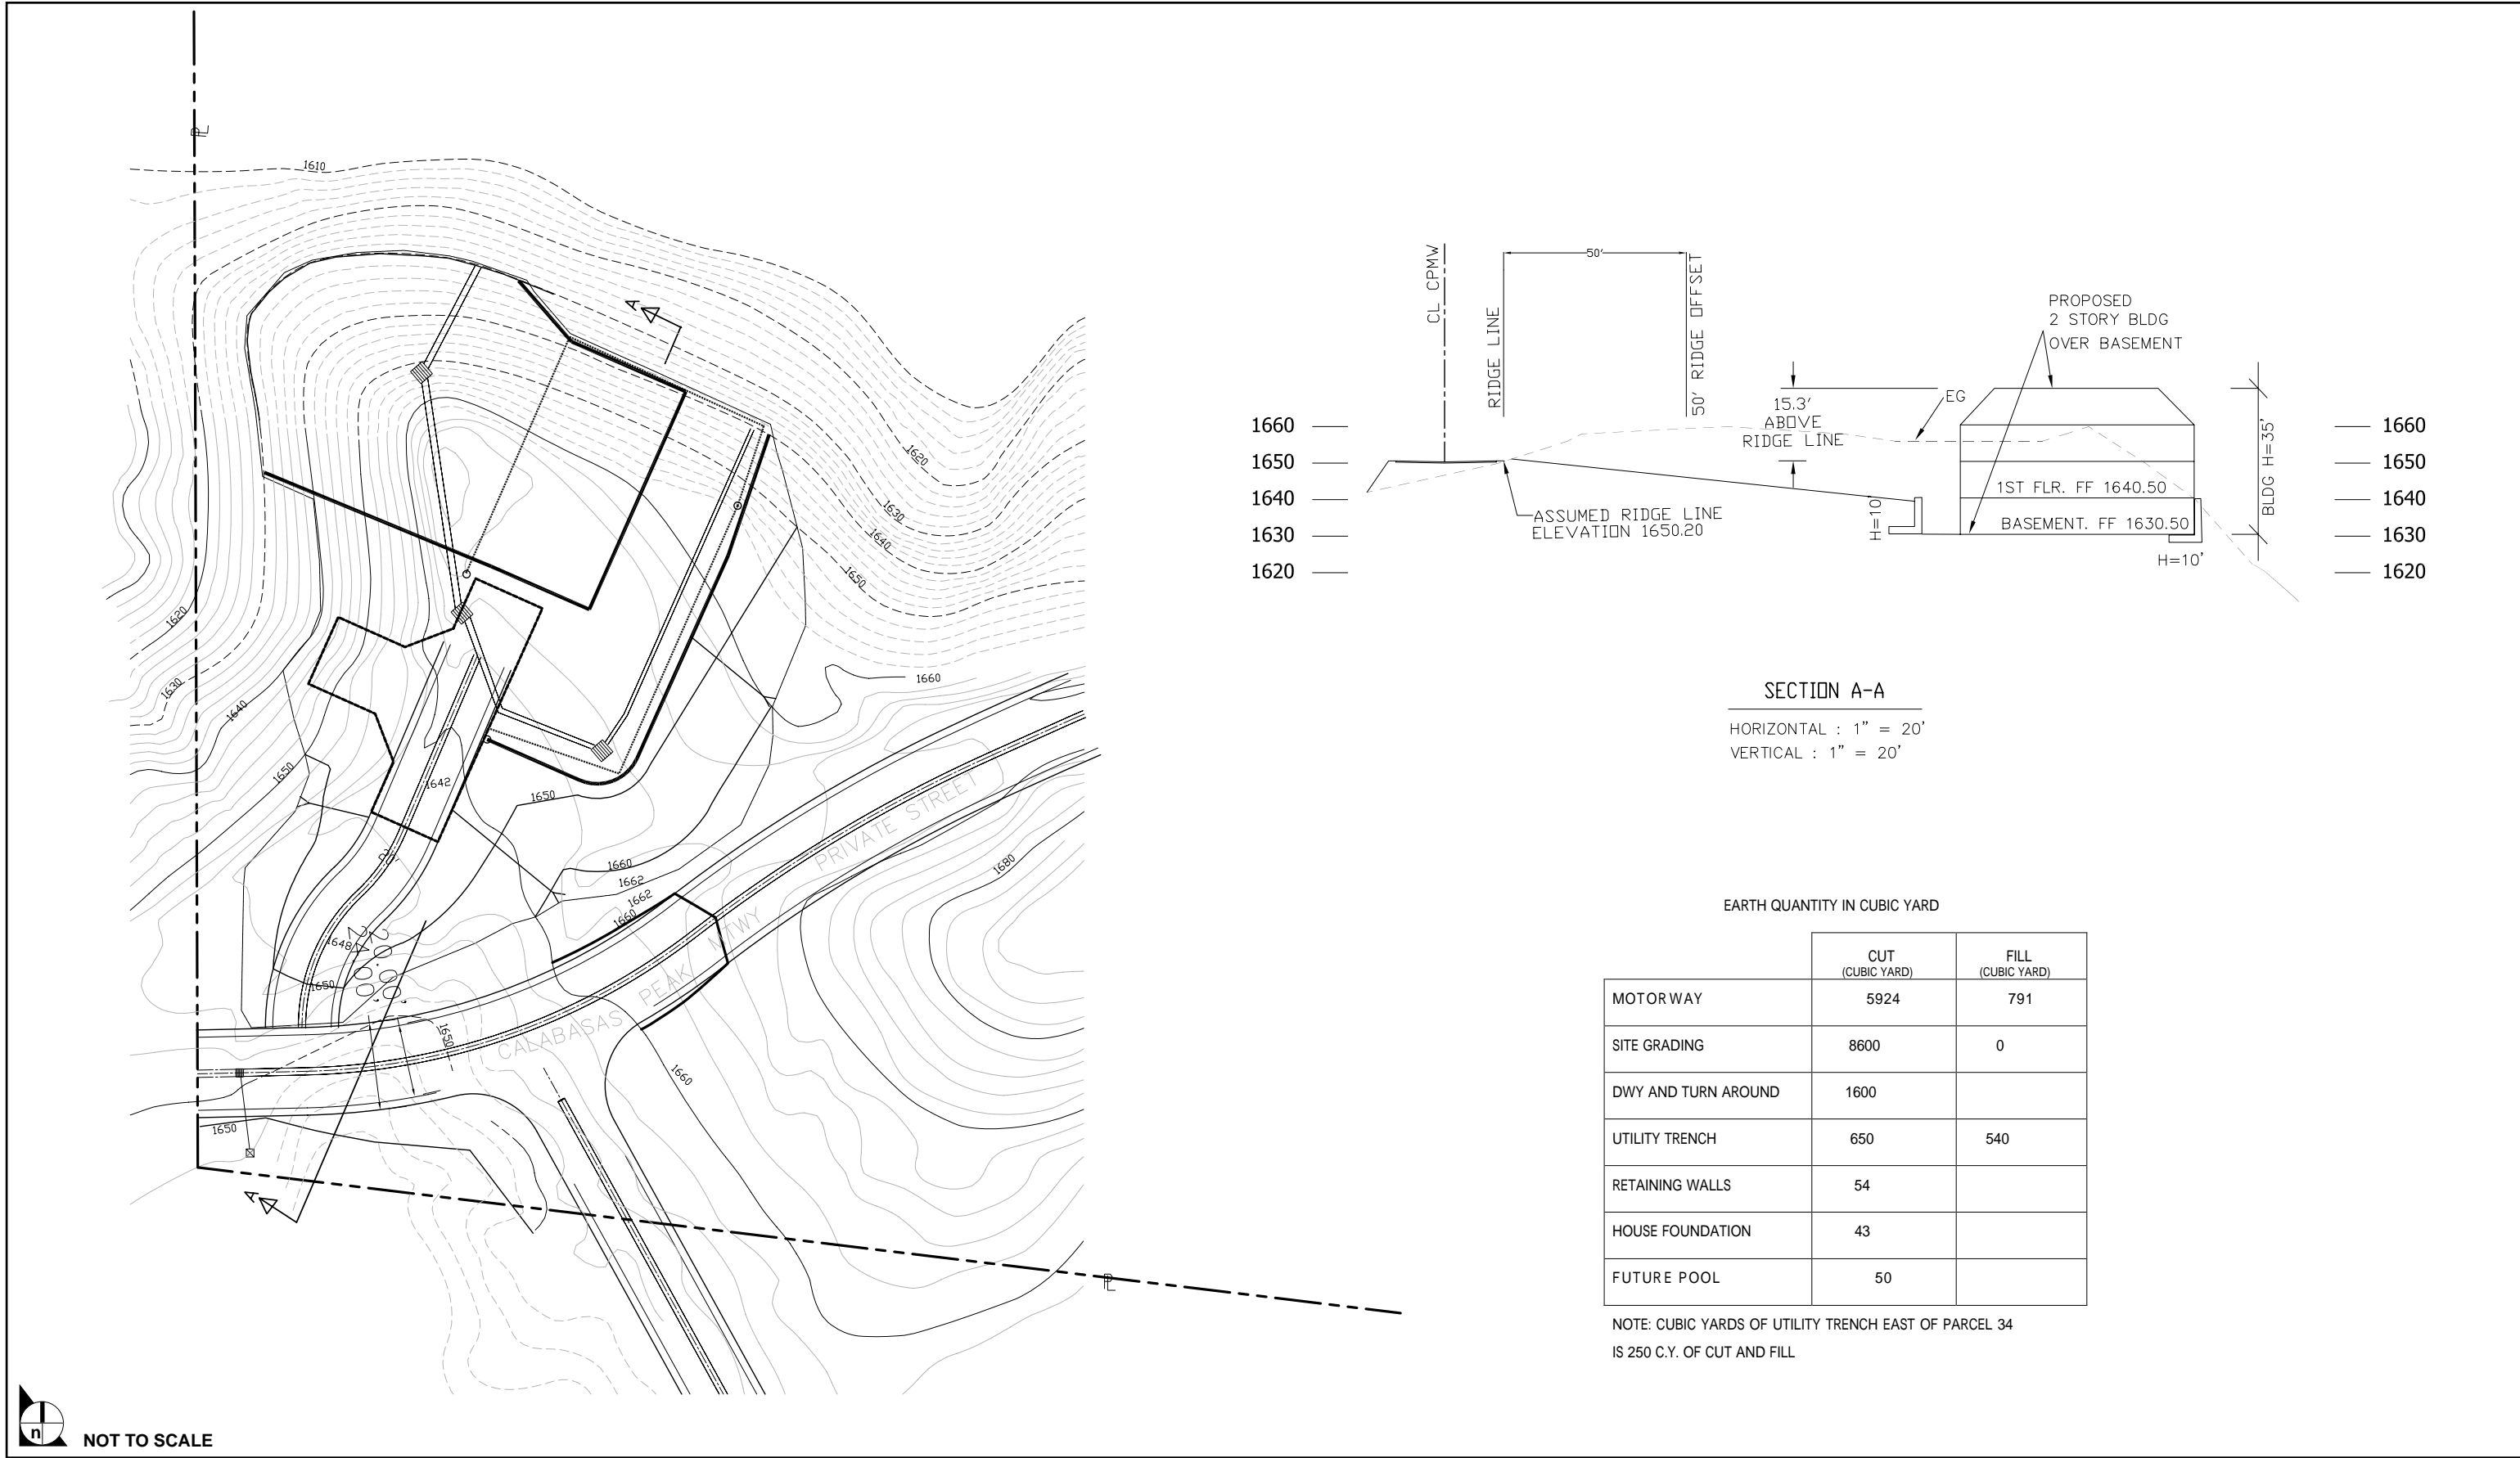 PL
1610
A
1620
1630
1640
1650
1660
1620
1630
1640
1650
1642
1650
1660
1662
1662
1660
1648
1650
1650
1650
1660
1680
CALABASAS PEAK MTWY PRIVATE STREET
A
PL
n
NOT TO SCALE
CL CPMW
RIDGE LINE
50'
50' RIDGE OFFSET
15.3'
ABOVE
RIDGE LINE
EG
PROPOSED
2 STORY BLDG
OVER BASEMENT
1660
1650
1640
1630
1620
ASSUMED RIDGE LINE
ELEVATION 1650.20
H=10
1ST FLR. FF 1640.50
BASEMENT. FF 1630.50
H=10'
BLDG H=35'
1660
1650
1640
1630
1620
SECTION A-A
HORIZONTAL : 1" = 20'
VERTICAL : 1" = 20'
EARTH QUANTITY IN CUBIC YARD
CUT FILL
(CUBIC YARD) (CUBIC YARD)
MOTORWAY 5924 791
SITE GRADING 8600 0
DWY AND TURN AROUND 1600
UTILITY TRENCH 650 540
RETAINING WALLS 54
HOUSE FOUNDATION 43
FUTURE POOL 50
NOTE: CUBIC YARDS OF UTILITY TRENCH EAST OF PARCEL 34
IS 250 C.Y. OF CUT AND FILL